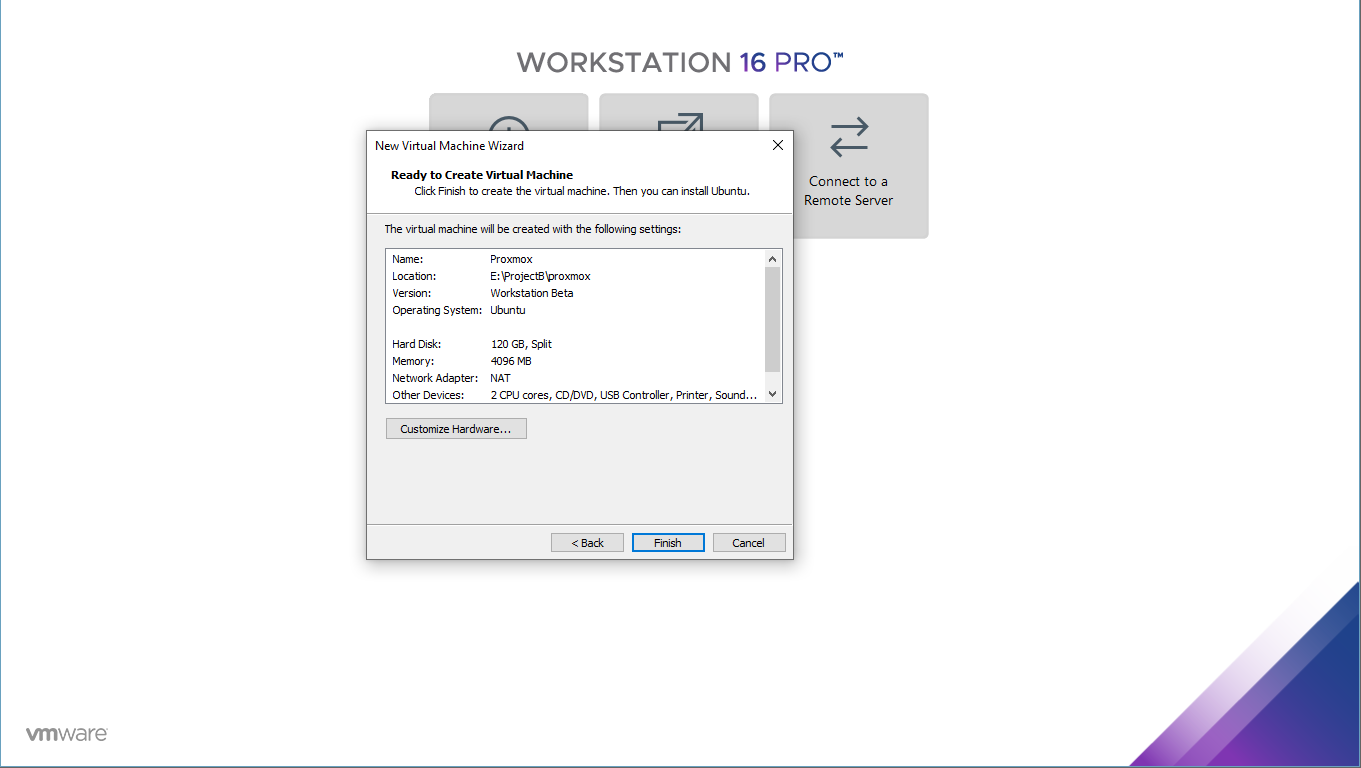 WORKSTATION 16 PRO™
New Virtual Machine Wizard
Ready to Create Virtual Machine
Click Finish to create the virtual machine. Then you can install Ubuntu.
Connect to a
Remote Server
The virtual machine will be created with the following settings:
Name: Proxmox
Location: E:\ProjectB\proxmox
Version: Workstation Beta
Operating System: Ubuntu
Hard Disk: 120 GB, Split
Memory: 4096 MB
Network Adapter: NAT
Other Devices: 2 CPU cores, CD/DVD, USB Controller, Printer, Sound...
Customize Hardware...
< Back Finish Cancel
vmware